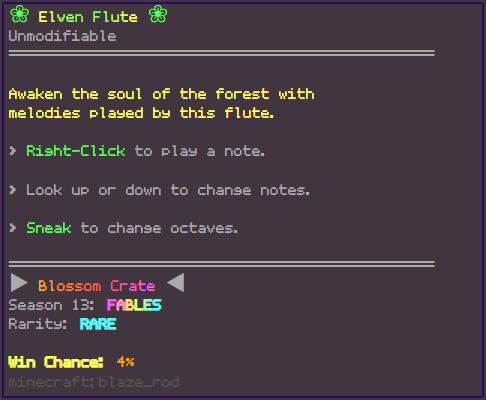 ❀ Elven Flute ❀
Unmodifiable
Awaken the soul of the forest with
melodies played by this flute.
> Right-Click to play a note.
> Look up or down to change notes.
> Sneak to change octaves.
▶ Blossom Crate ◀
Season 13: FABLES
Rarity: RARE
Win Chance: 4%
minecraft:blaze_rod